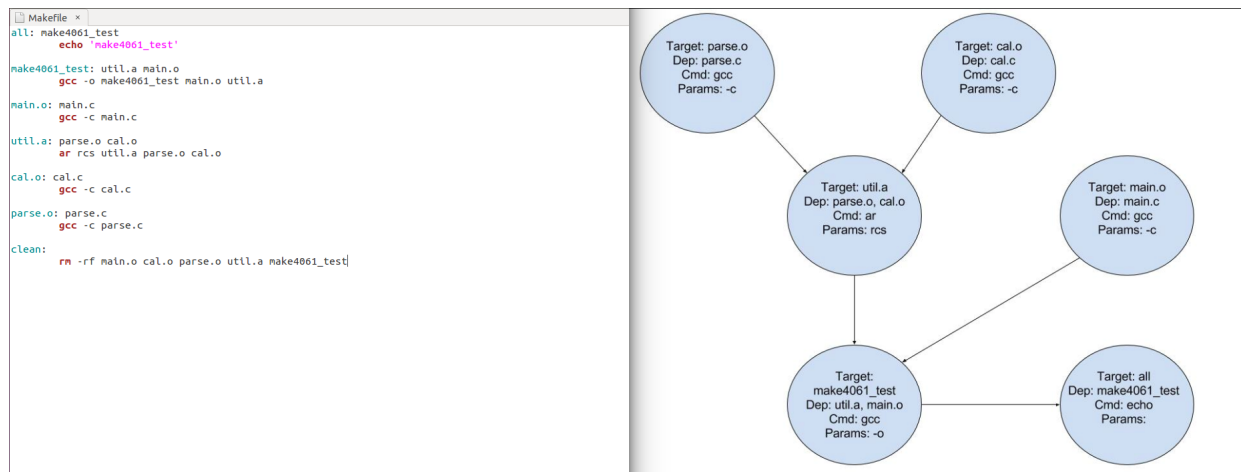 Makefile ×
all: make4061_test
echo 'make4061_test'
make4061_test: util.a main.o
gcc -o make4061_test main.o util.a
main.o: main.c
gcc -c main.c
util.a: parse.o cal.o
ar rcs util.a parse.o cal.o
cal.o: cal.c
gcc -c cal.c
parse.o: parse.c
gcc -c parse.c
clean:
rm -rf main.o cal.o parse.o util.a make4061_test
Target: parse.o
Dep: parse.c
Cmd: gcc
Params: -c
Target: cal.o
Dep: cal.c
Cmd: gcc
Params: -c
Target: util.a
Dep: parse.o, cal.o
Cmd: ar
Params: rcs
Target: main.o
Dep: main.c
Cmd: gcc
Params: -c
Target:
make4061_test
Dep: util.a, main.o
Cmd: gcc
Params: -o
Target: all
Dep: make4061_test
Cmd: echo
Params: